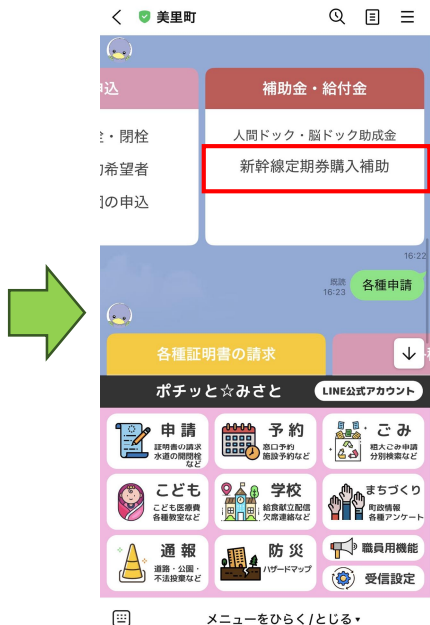 美里町
込
補助金・給付金
・閉栓
人間ドック・脳ドック助成金
希望者
新幹線定期券購入補助
の申込
16:22
既読
16:23
各種申請
各種証明書の請求
ポチッと☆みさと
LINE公式アカウント
申請
証明書の請求
水道の開閉栓
など
予約
窓口予約
施設予約など
ごみ
粗大ごみ申請
分別検索など
こども
こども医療費
各種教室など
学校
給食献立配信
欠席連絡など
まちづくり
町政情報
各種アンケート
通報
道路・公園・
不法投棄など
防災
ハザードマップ
職員用機能
受信設定
メニューをひらく/とじる▾